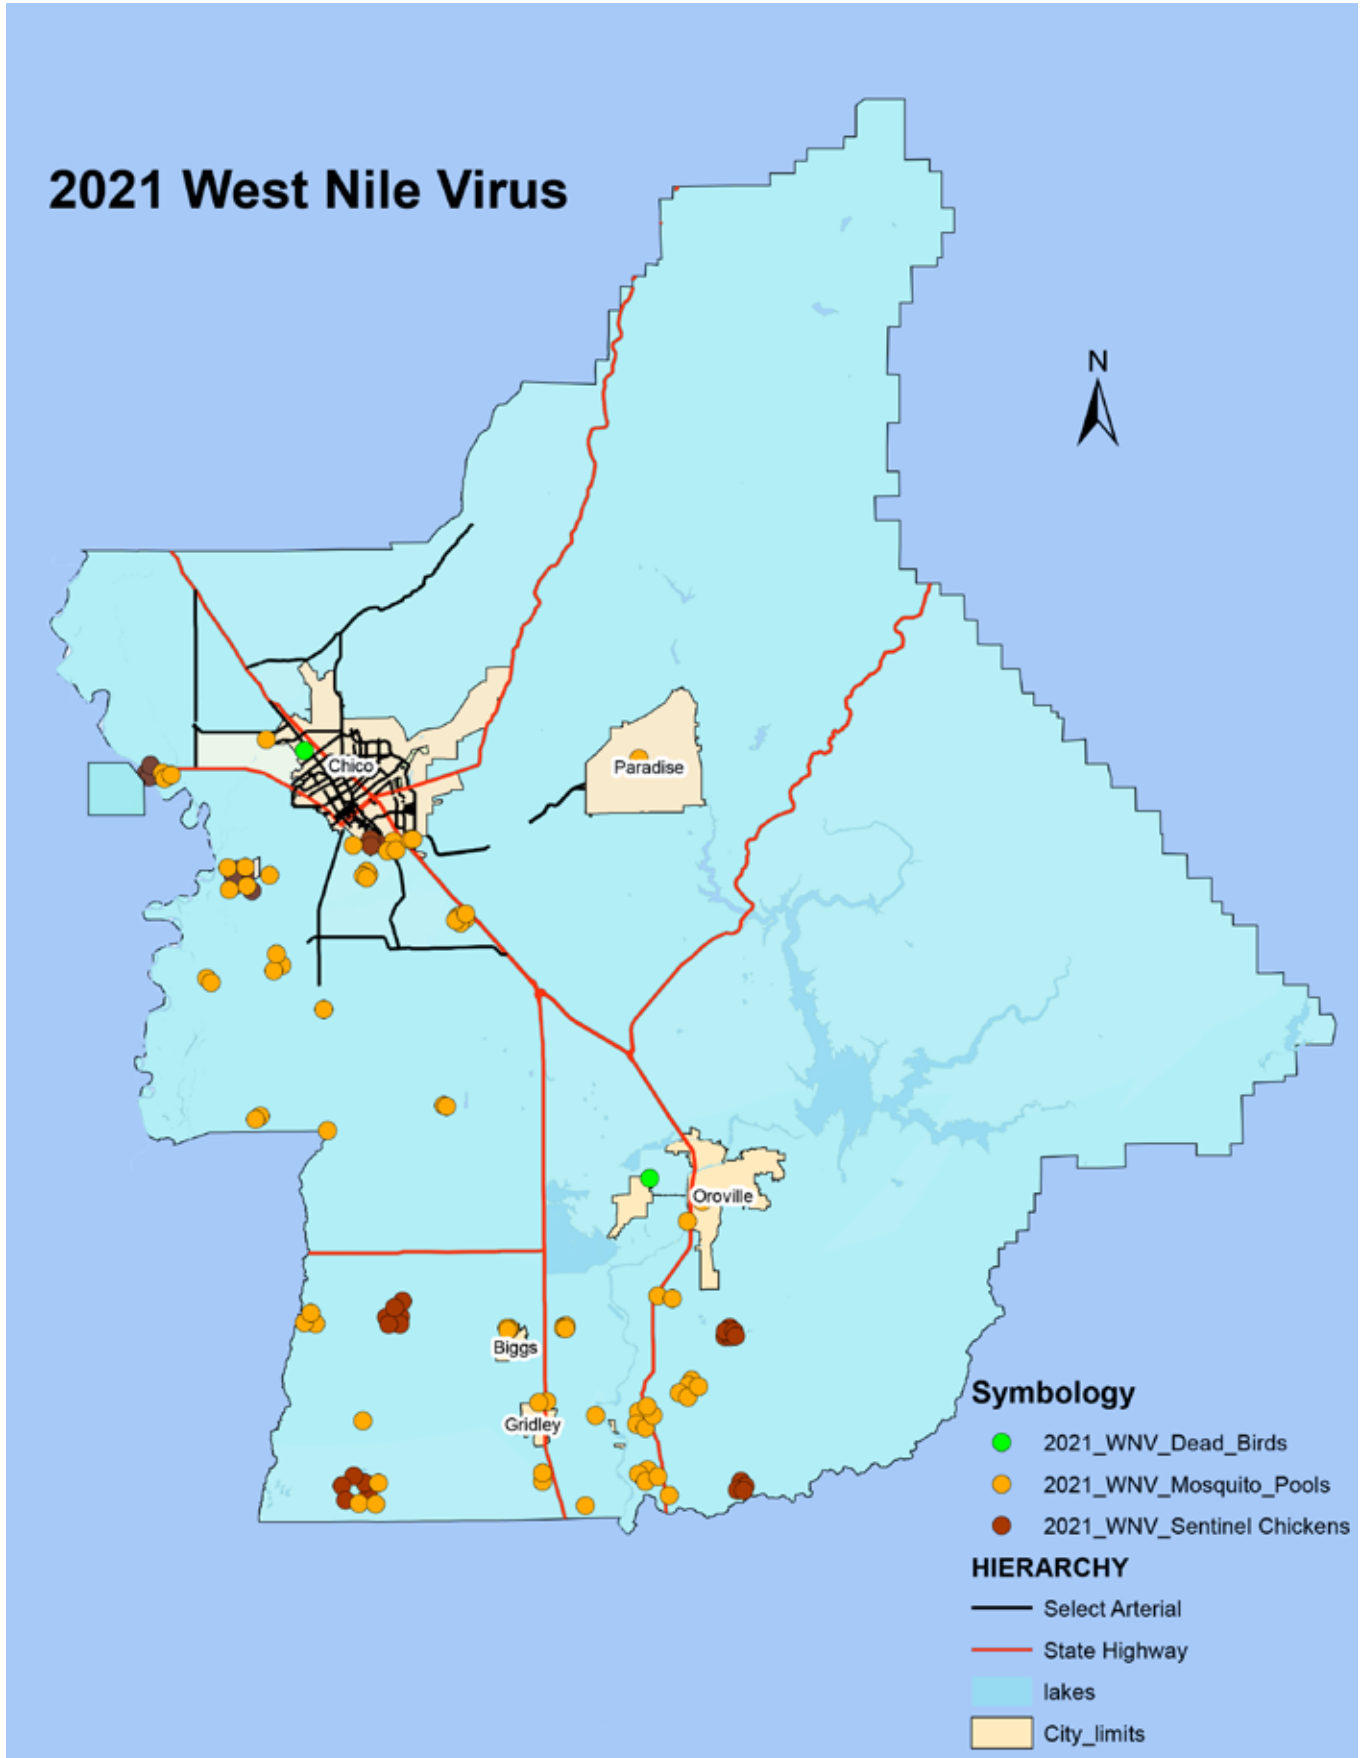 2021 West Nile Virus
N
Chico
Paradise
Oroville
Biggs
Gridley
Symbology
2021_WNV_Dead_Birds
2021_WNV_Mosquito_Pools
2021_WNV_Sentinel Chickens
HIERARCHY
Select Arterial
State Highway
lakes
City_limits